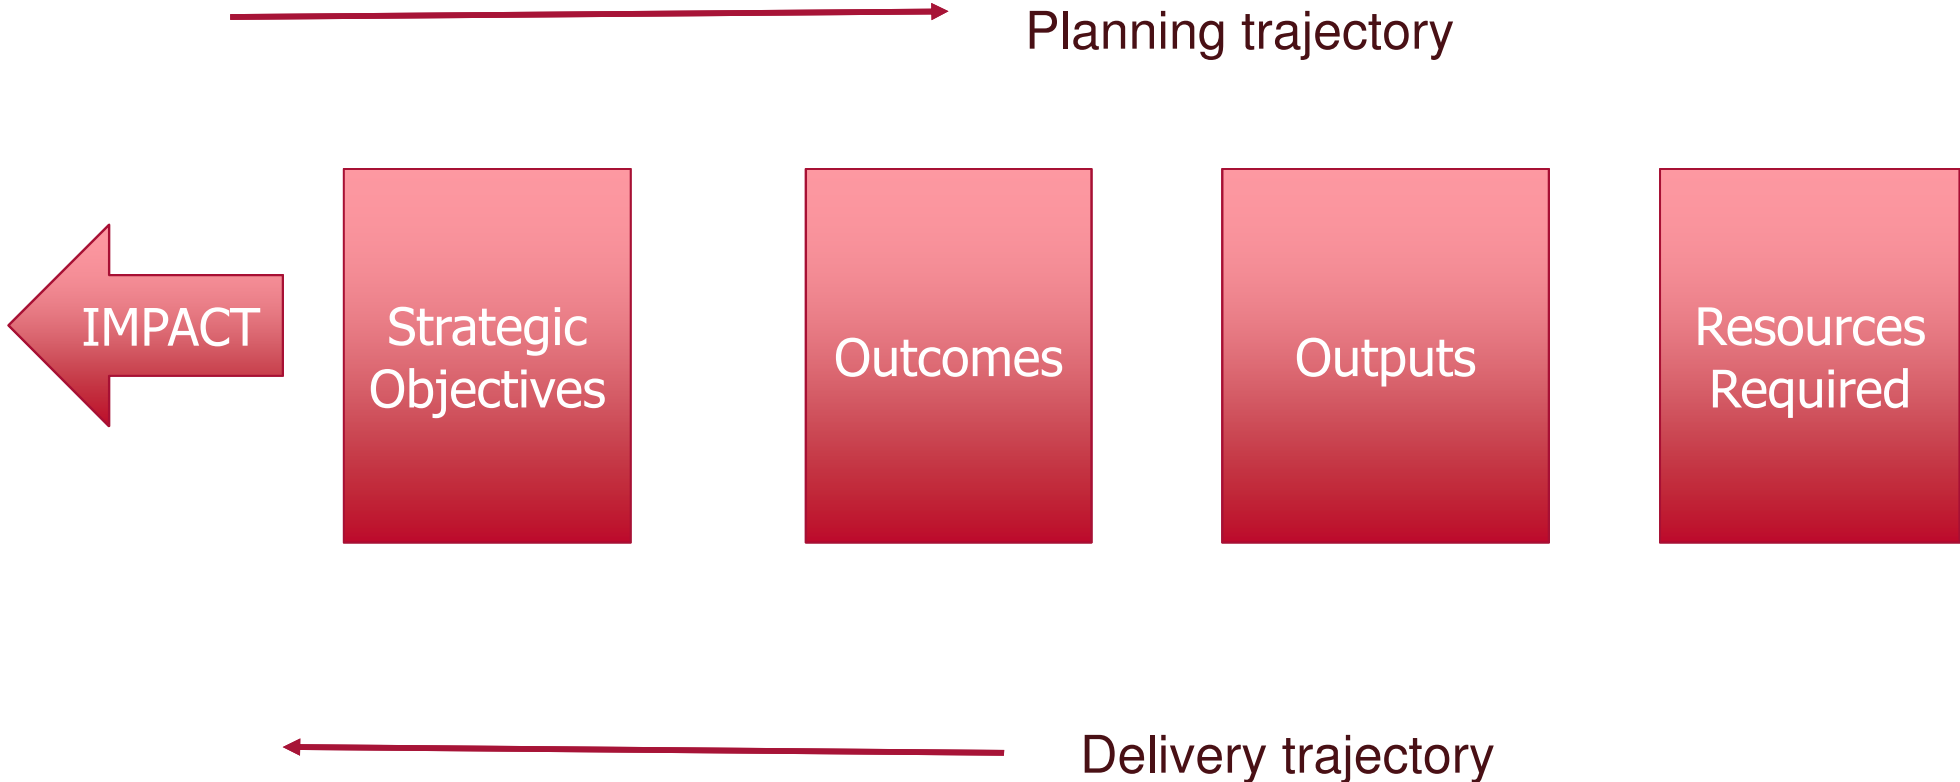 Planning trajectory
IMPACT
Strategic
Objectives
Outcomes
Outputs
Resources
Required
Delivery trajectory